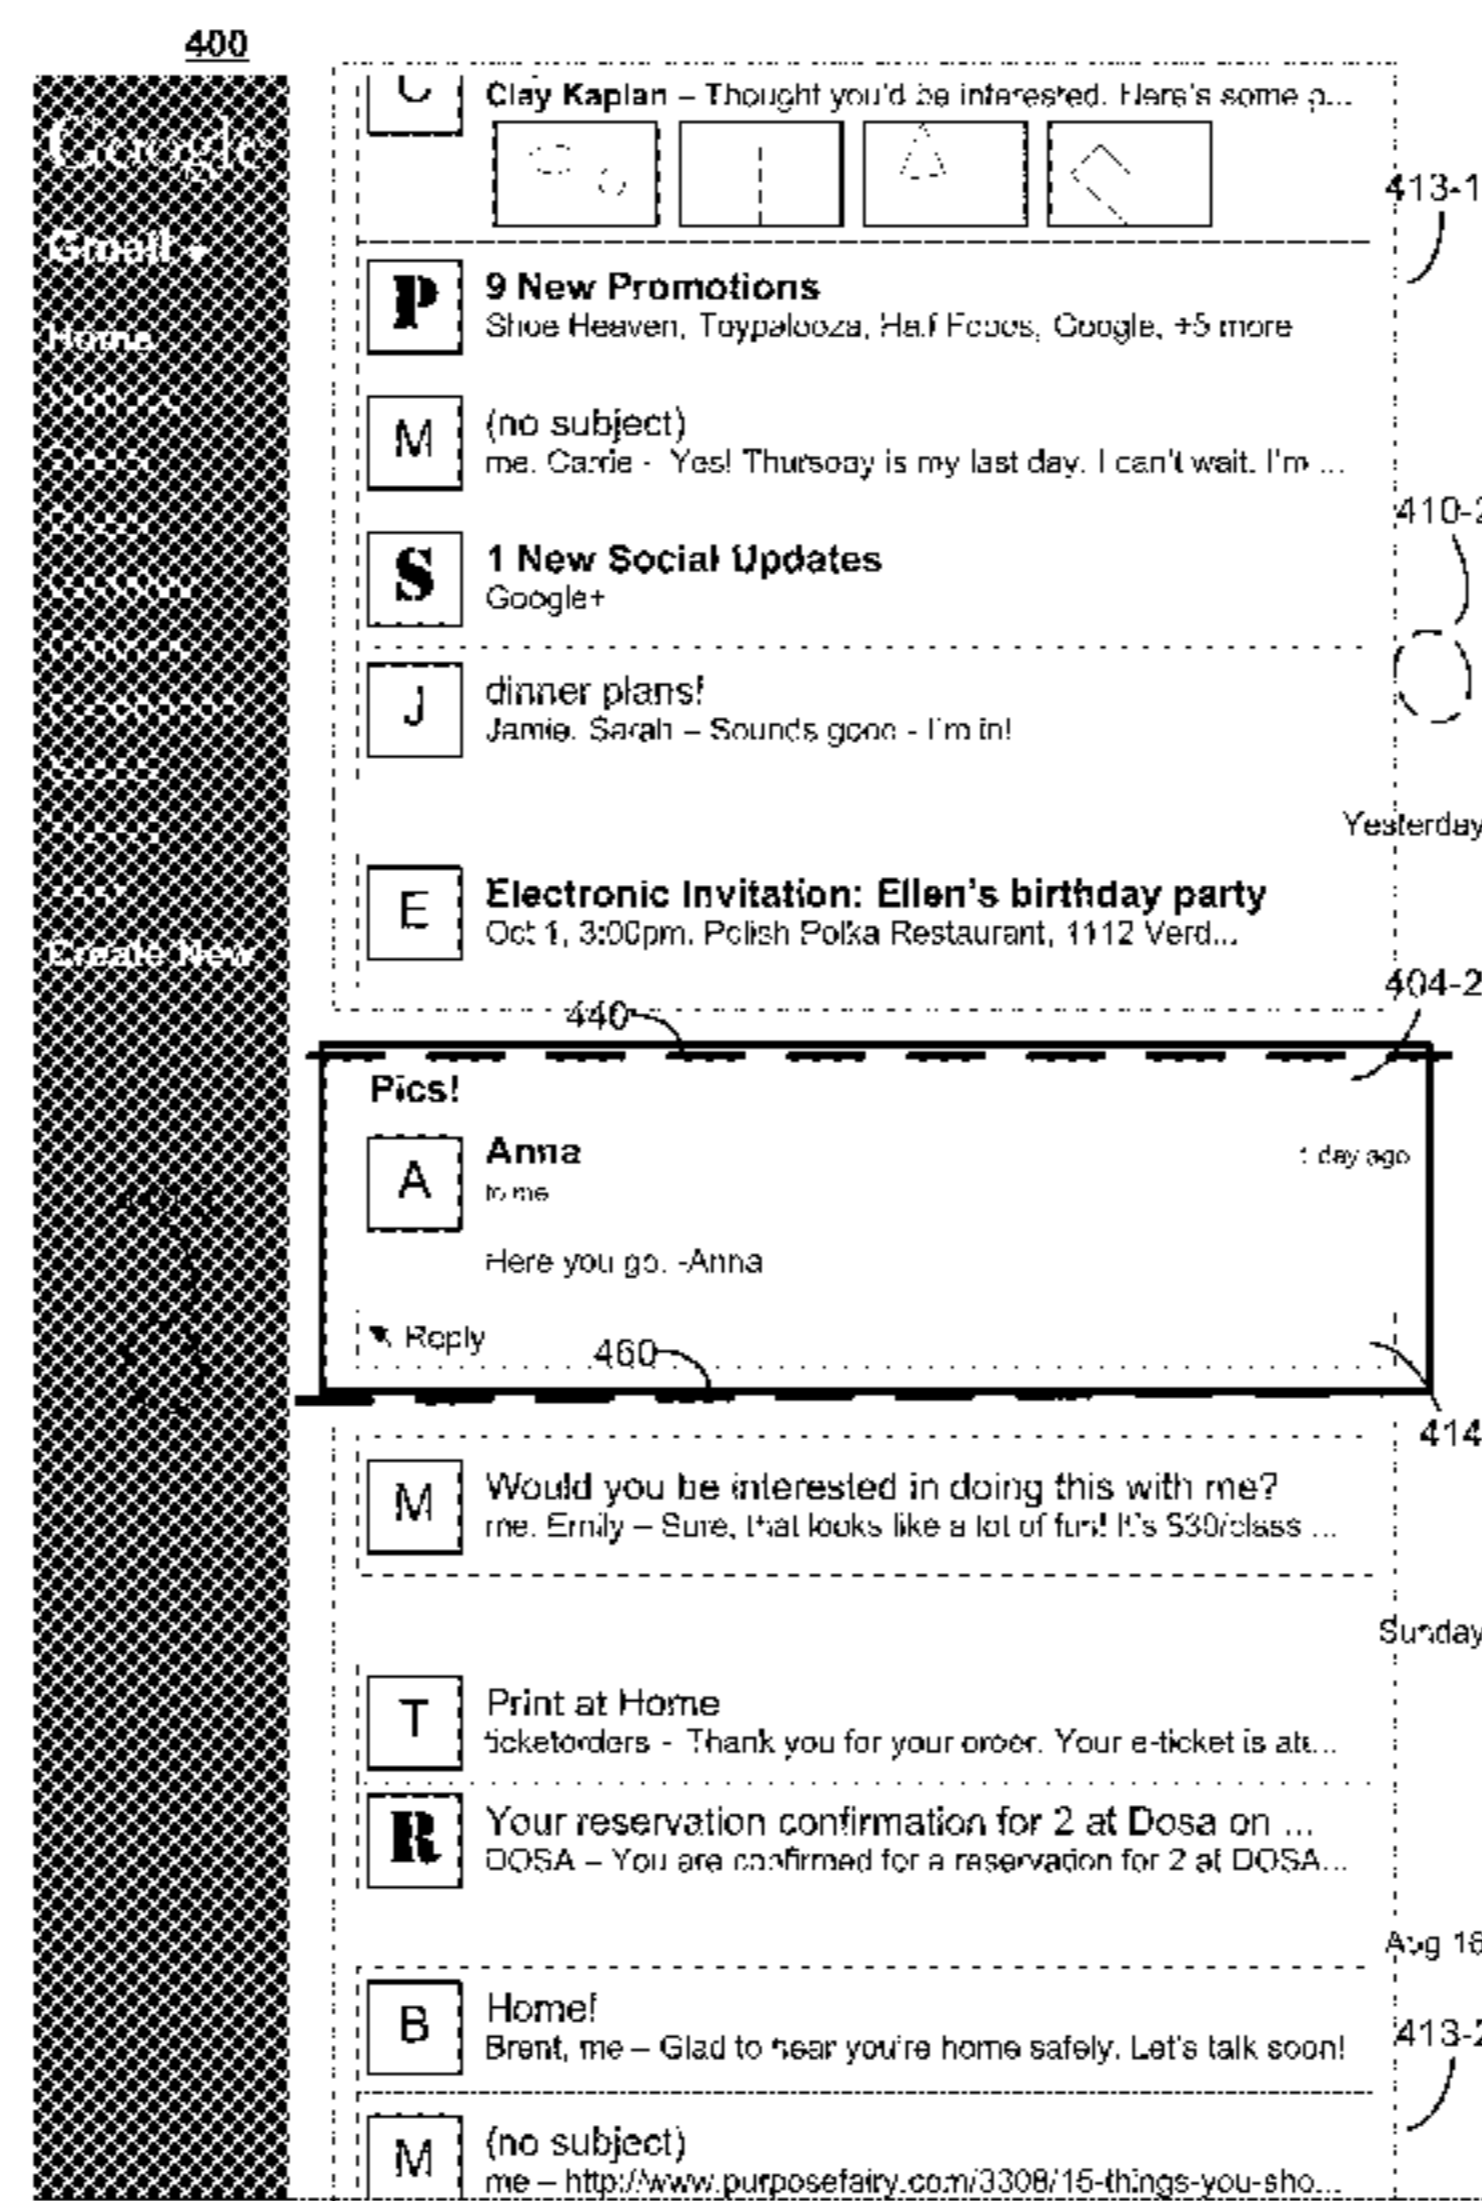 400
Google
Gmail
Home
Create New
Clay Kaplan – Thought you'd be interested. Here's some p...
413-1
P
9 New Promotions
Shoe Heaven, Toypalooza, Half Foods, Google, +5 more
M
(no subject)
me, Carrie - Yes! Thursday is my last day. I can't wait. I'm ...
410-2
S
1 New Social Updates
Google+
J
dinner plans!
Jamie, Sarah – Sounds good - I'm in!
Yesterday
E
Electronic Invitation: Ellen's birthday party
Oct 1, 3:00pm, Polish Polka Restaurant, 1112 Verd...
404-2
440
Pics!
A
Anna
1 day ago
to me
Here you go. -Anna
Reply
460
414
M
Would you be interested in doing this with me?
me, Emily – Sure, that looks like a lot of fun! It's $30/class ...
Sunday
T
Print at Home
ticketorders - Thank you for your order. Your e-ticket is att...
R
Your reservation confirmation for 2 at Dosa on ...
DOSA – You are confirmed for a reservation for 2 at DOSA...
Aug 16
B
Home!
Brent, me – Glad to hear you're home safely. Let's talk soon!
413-2
M
(no subject)
me – http://www.purposefairy.com/3308/15-things-you-sho...